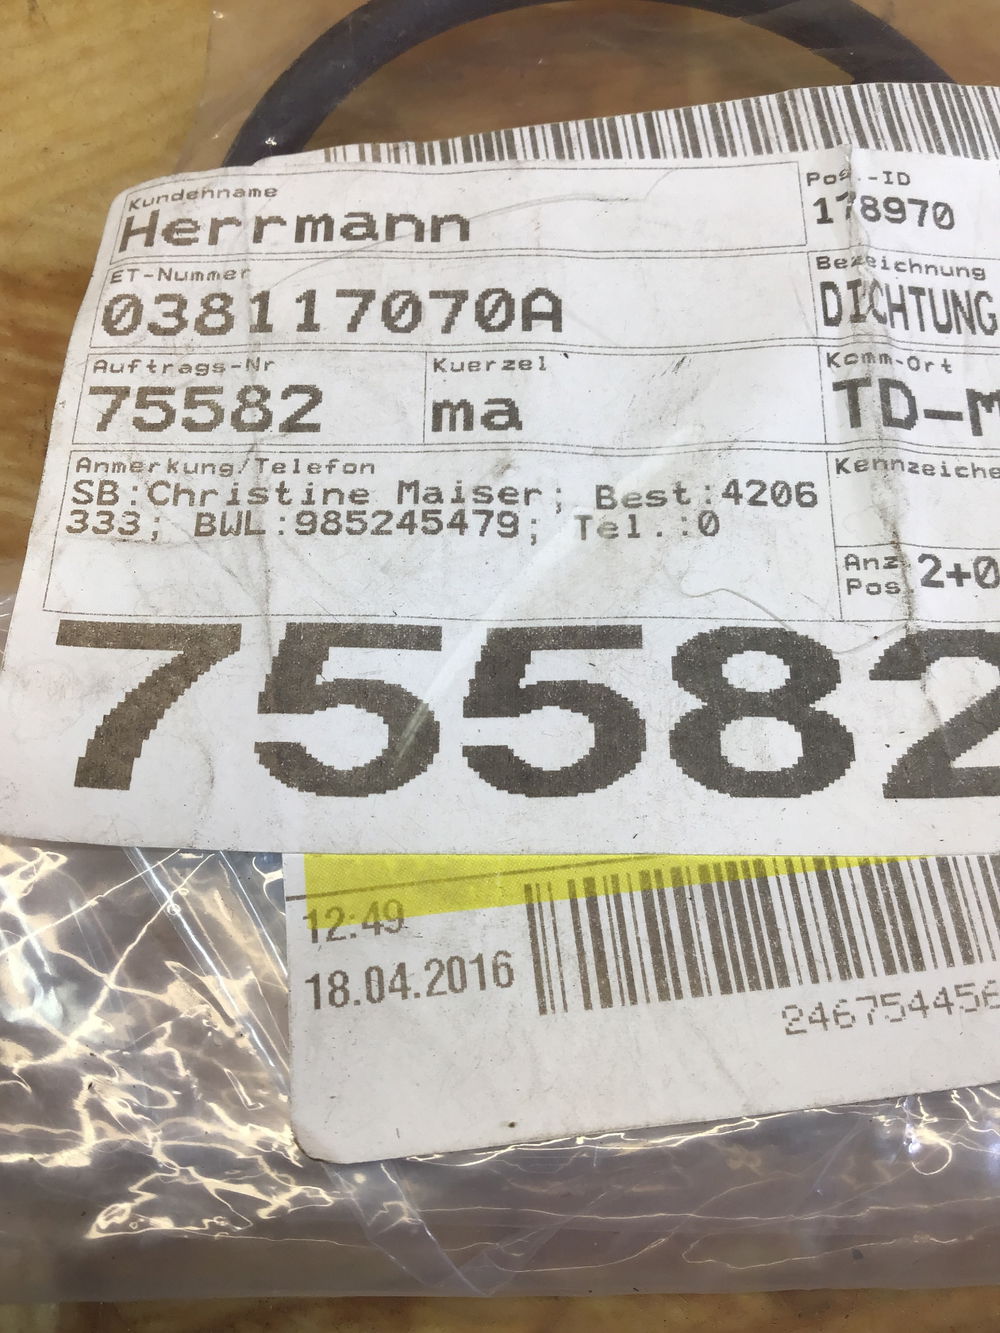 Kundenname
Herrmann
Pos.-ID
178970
ET-Nummer
038117070A
Bezeichnung
DICHTUNG
Auftrags-Nr
75582
Kuerzel
ma
Komm-Ort
TD-M
Anmerkung/Telefon
SB:Christine Maiser; Best:4206
333; BWL:985245479; Tel.:0
Kennzeiche
Anz
Pos
2+0
75582
12:49
18.04.2016
2467544456